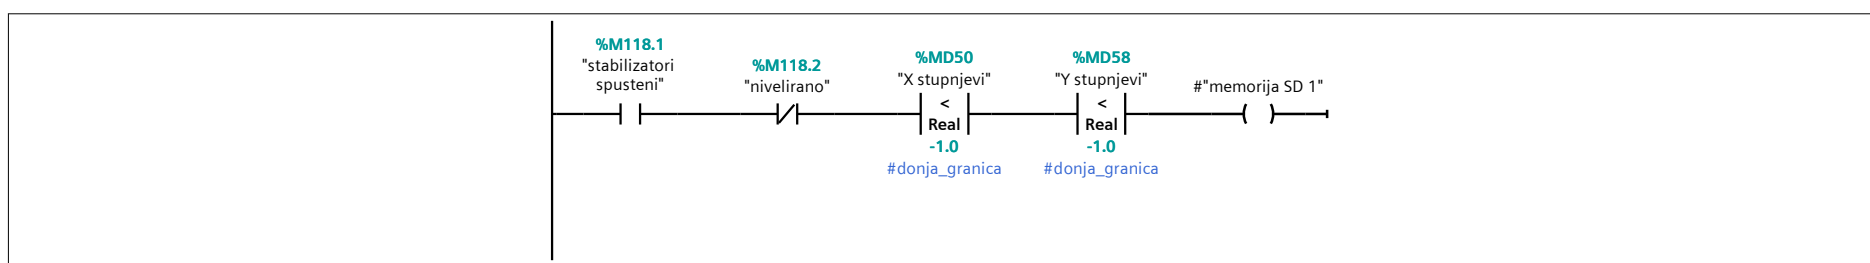 %M118.1
"stabilizatori
spusteni"
%M118.2
"nivelirano"
%MD50
"X stupnjevi"
<
Real
-1.0
#donja_granica
%MD58
"Y stupnjevi"
<
Real
-1.0
#donja_granica
#"memorija SD 1"